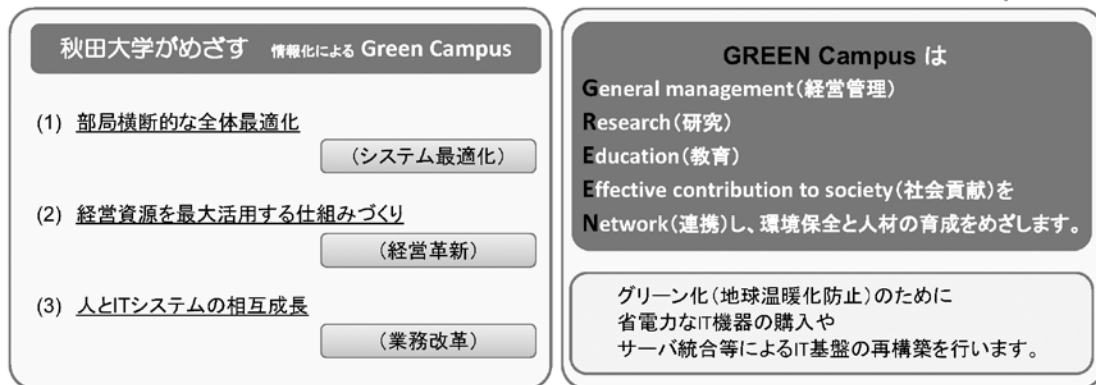 秋田大学がめざす 情報化による Green Campus
(1) 部局横断的な全体最適化
(システム最適化)
(2) 経営資源を最大活用する仕組みづくり
(経営革新)
(3) 人とITシステムの相互成長
(業務改革)
GREEN Campus は
General management(経営管理)
Research(研究)
Education(教育)
Effective contribution to society(社会貢献)を
Network(連携)し、環境保全と人材の育成をめざします。
グリーン化(地球温暖化防止)のために
省電力なIT機器の購入や
サーバ統合等によるIT基盤の再構築を行います。